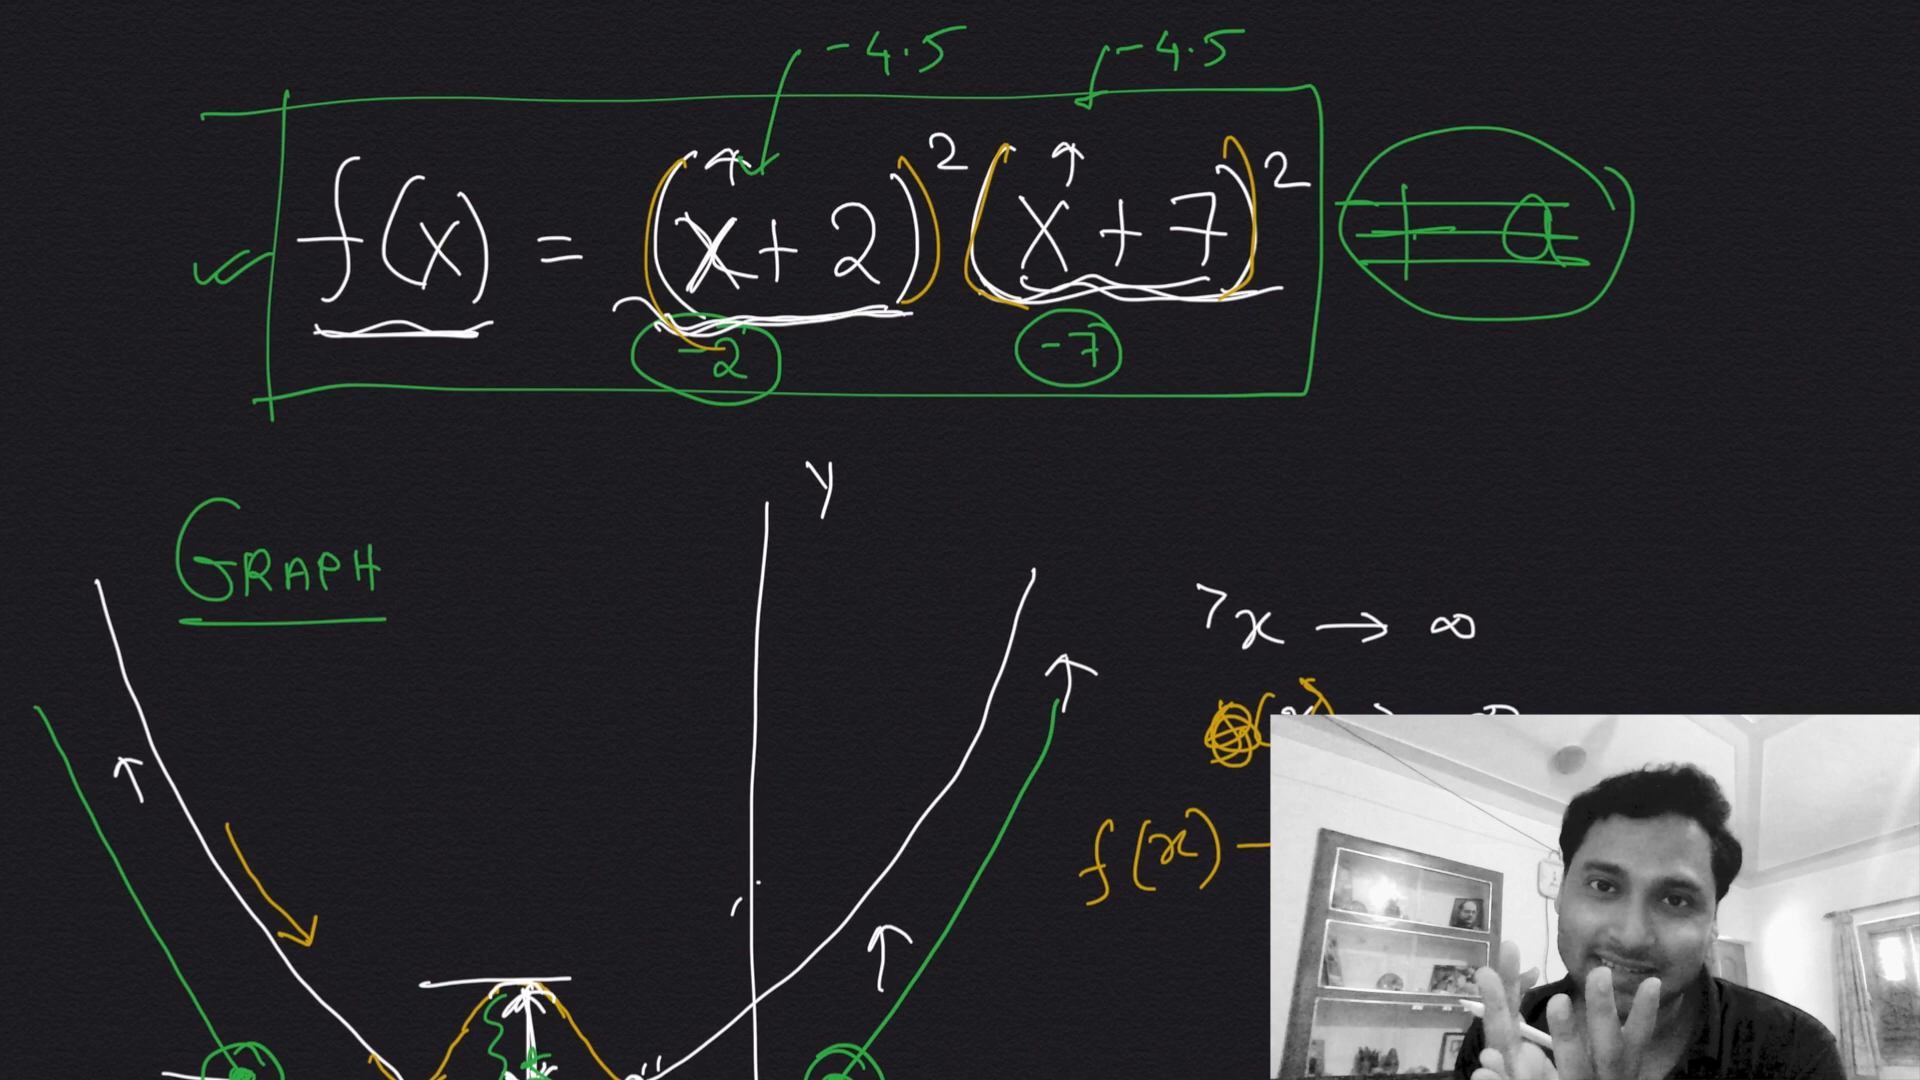 -4.5 -4.5
f(x) = (x+2)² (x+7)² + a
-2 -7
GRAPH
y
x → ∞
f(x) –